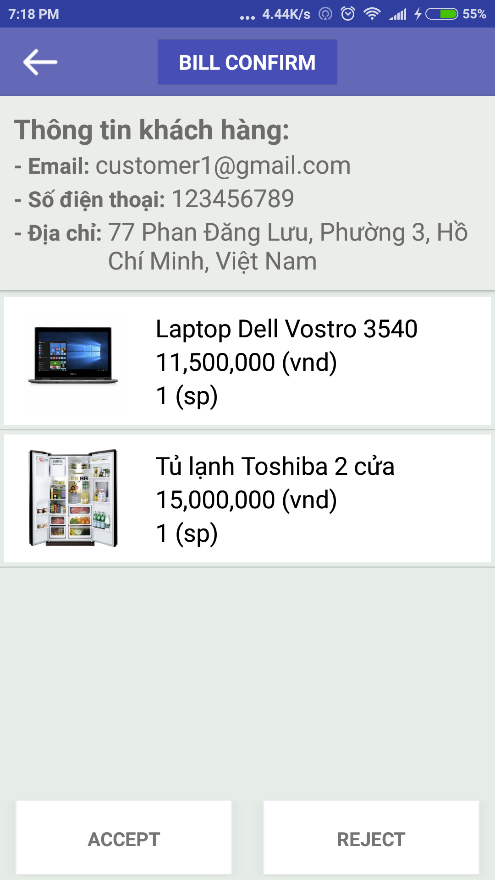 7:18 PM ... 4.44K/s 55%
BILL CONFIRM
Thông tin khách hàng:
- Email: customer1@gmail.com
- Số điện thoại: 123456789
- Địa chỉ: 77 Phan Đăng Lưu, Phường 3, Hồ
Chí Minh, Việt Nam
Laptop Dell Vostro 3540
11,500,000 (vnd)
1 (sp)
Tủ lạnh Toshiba 2 cửa
15,000,000 (vnd)
1 (sp)
ACCEPT REJECT